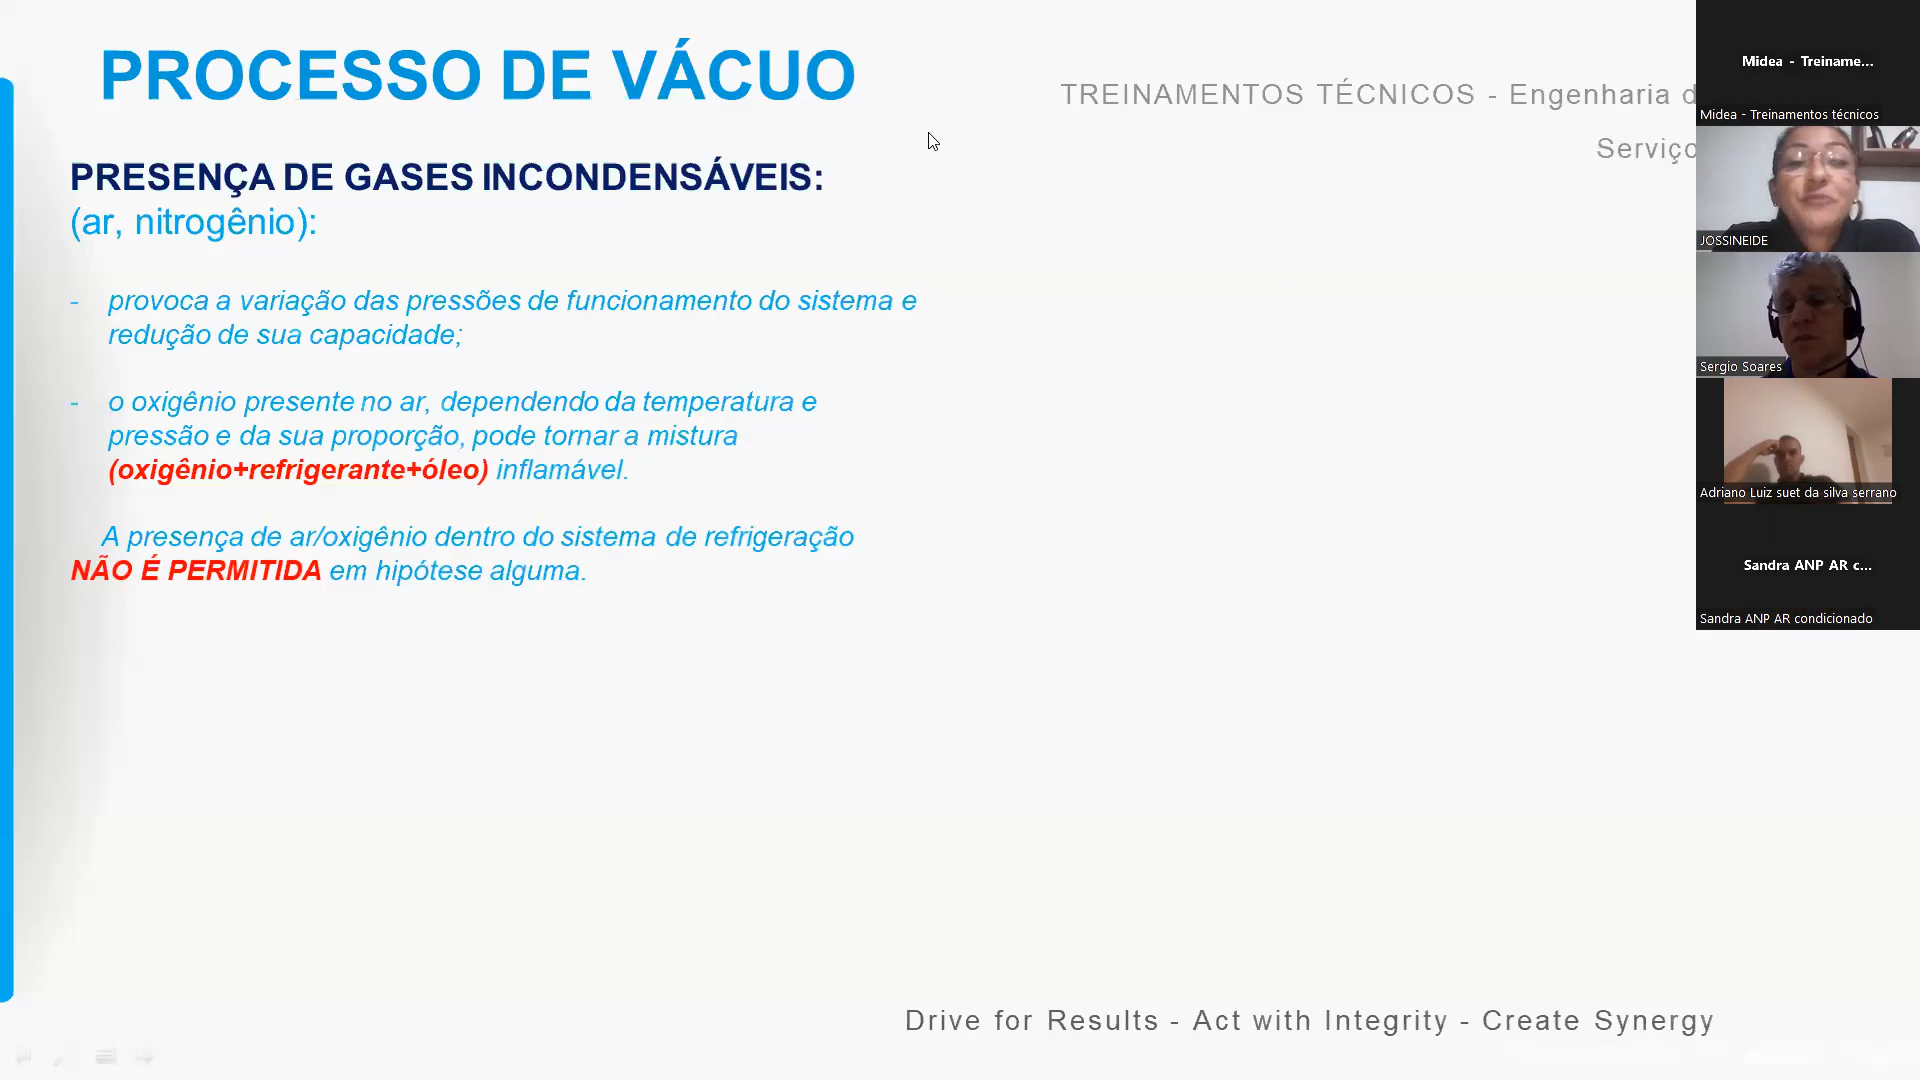 PROCESSO DE VÁCUO
TREINAMENTOS TÉCNICOS - Engenharia d
Serviço
PRESENÇA DE GASES INCONDENSÁVEIS:
(ar, nitrogênio):
- provoca a variação das pressões de funcionamento do sistema e
redução de sua capacidade;
- o oxigênio presente no ar, dependendo da temperatura e
pressão e da sua proporção, pode tornar a mistura
(oxigênio+refrigerante+óleo) inflamável.
A presença de ar/oxigênio dentro do sistema de refrigeração
NÃO É PERMITIDA em hipótese alguma.
Drive for Results - Act with Integrity - Create Synergy
Midea - Treiname...
Midea - Treinamentos técnicos
JOSSINEIDE
Sergio Soares
Adriano Luiz suet da silva serrano
Sandra ANP AR c...
Sandra ANP AR condicionado